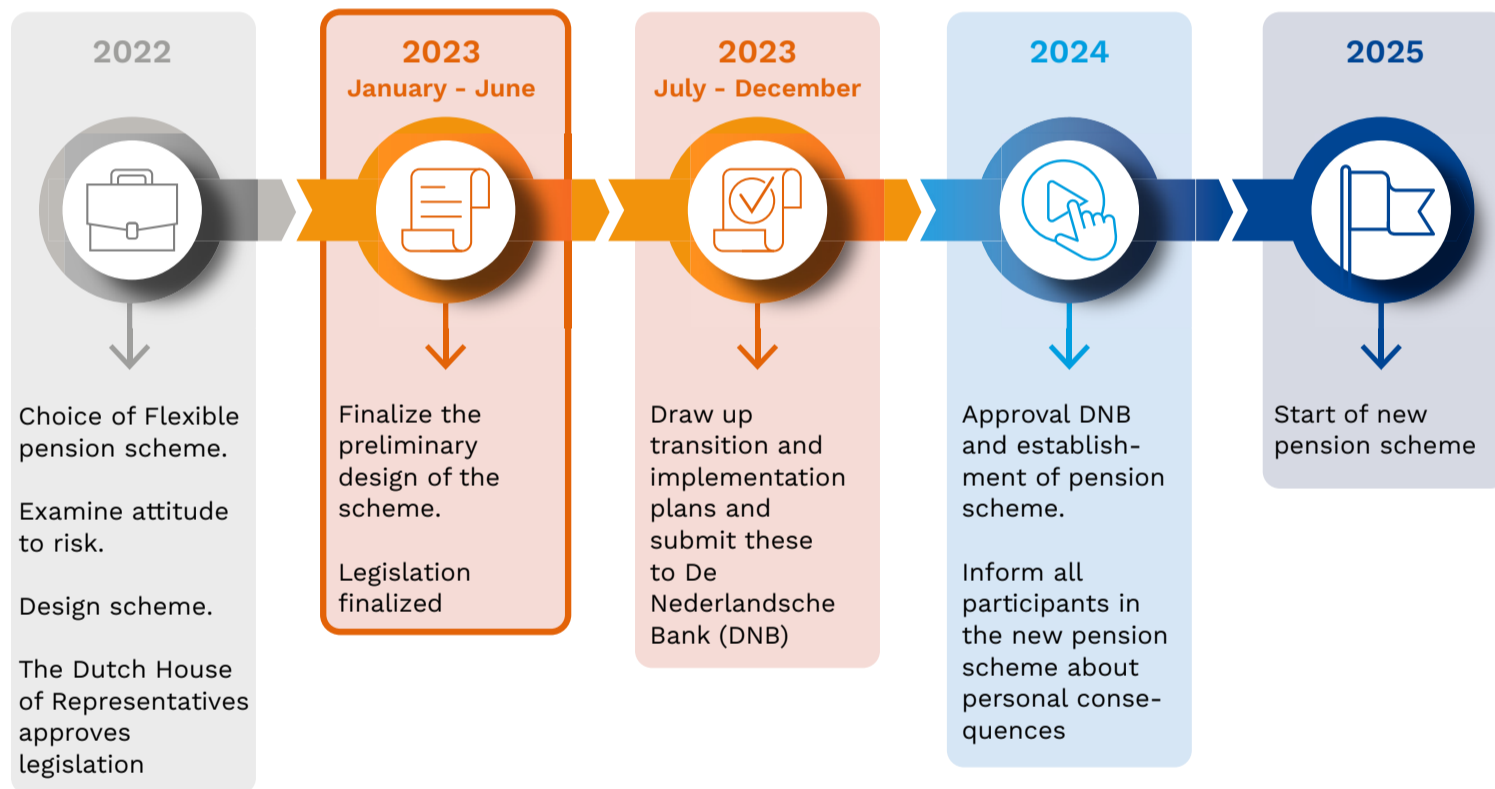 2022
Choice of Flexible
pension scheme.
Examine attitude
to risk.
Design scheme.
The Dutch House
of Representatives
approves
legislation
2023
January - June
Finalize the
preliminary
design of the
scheme.
Legislation
finalized
2023
July - December
Draw up
transition and
implementation
plans and
submit these
to De
Nederlandsche
Bank (DNB)
2024
Approval DNB
and establish-
ment of pension
scheme.
Inform all
participants in
the new pension
scheme about
personal conse-
quences
2025
Start of new
pension scheme